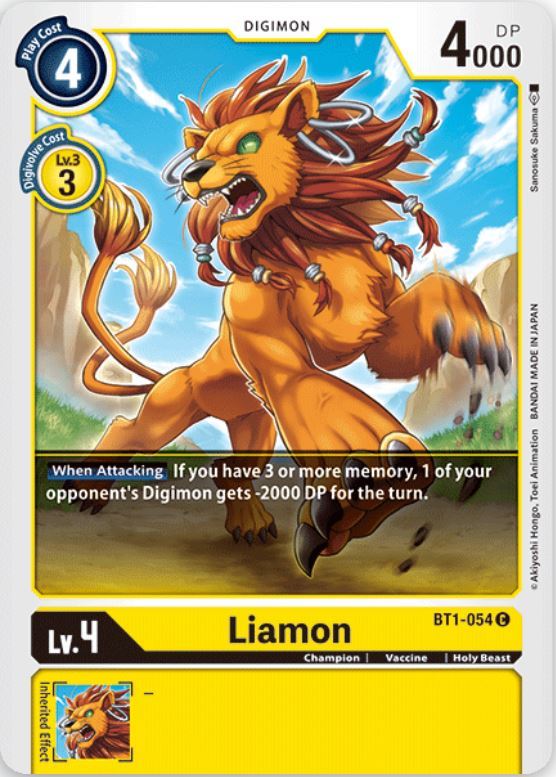 DIGIMON
Play Cost
4
DP
4000
Digivolve Cost
Lv.3
3
Sanosuke Sakuma
When Attacking If you have 3 or more memory, 1 of your
opponent's Digimon gets -2000 DP for the turn.
© Akiyoshi Hongo, Toei Animation BANDAI MADE IN JAPAN
BT1-054 C
Lv.4
Liamon
Champion | Vaccine | Holy Beast
Inherited Effect
–